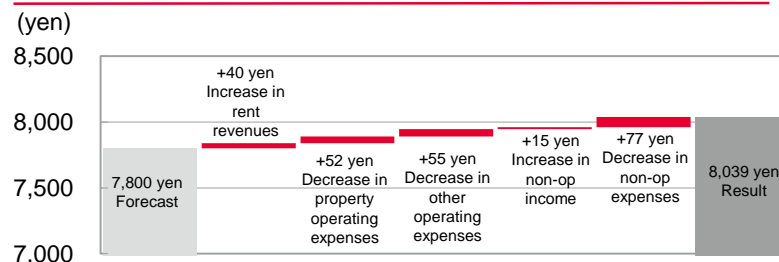 (yen)
8,500
8,000
7,500
7,000
7,800 yen
Forecast
+40 yen
Increase in
rent
revenues
+52 yen
Decrease in
property
operating
expenses
+55 yen
Decrease in
other
operating
expenses
+15 yen
Increase in
non-op
income
+77 yen
Decrease in
non-op
expenses
8,039 yen
Result